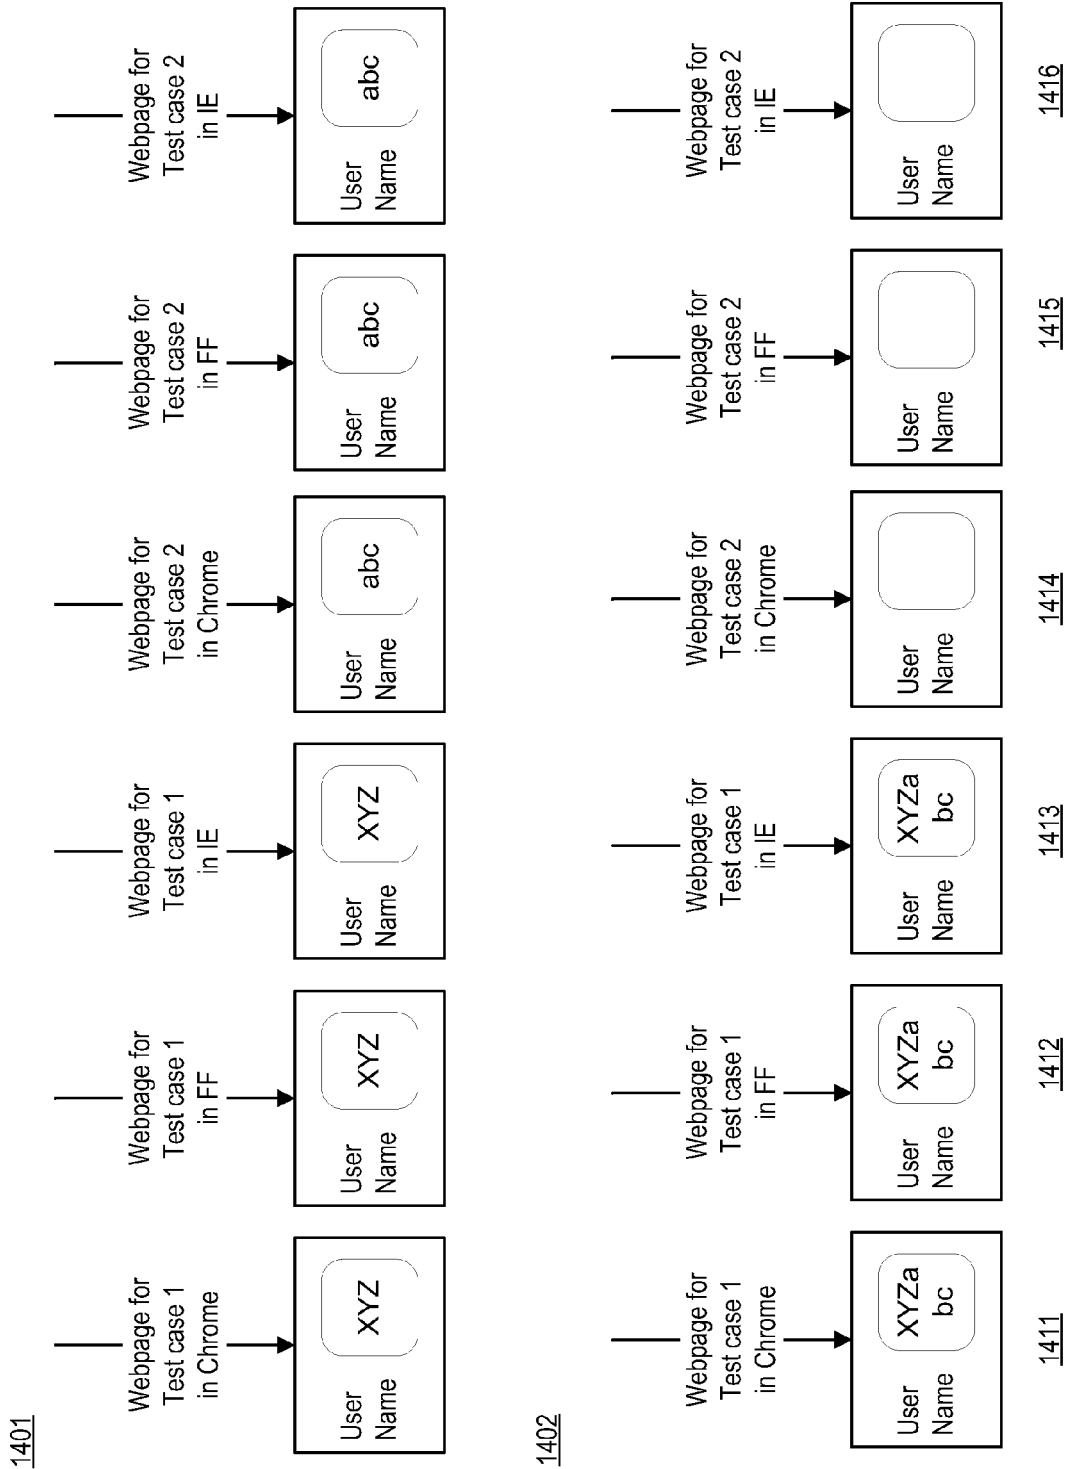 1401
Webpage for
Test case 1
in Chrome
User
Name
XYZ
Webpage for
Test case 1
in FF
User
Name
XYZ
Webpage for
Test case 1
in IE
User
Name
XYZ
Webpage for
Test case 2
in Chrome
User
Name
abc
Webpage for
Test case 2
in FF
User
Name
abc
Webpage for
Test case 2
in IE
User
Name
abc
1402
Webpage for
Test case 1
in Chrome
User
Name
XYZa
bc
1411
Webpage for
Test case 1
in FF
User
Name
XYZa
bc
1412
Webpage for
Test case 1
in IE
User
Name
XYZa
bc
1413
Webpage for
Test case 2
in Chrome
User
Name
1414
Webpage for
Test case 2
in FF
User
Name
1415
Webpage for
Test case 2
in IE
User
Name
1416